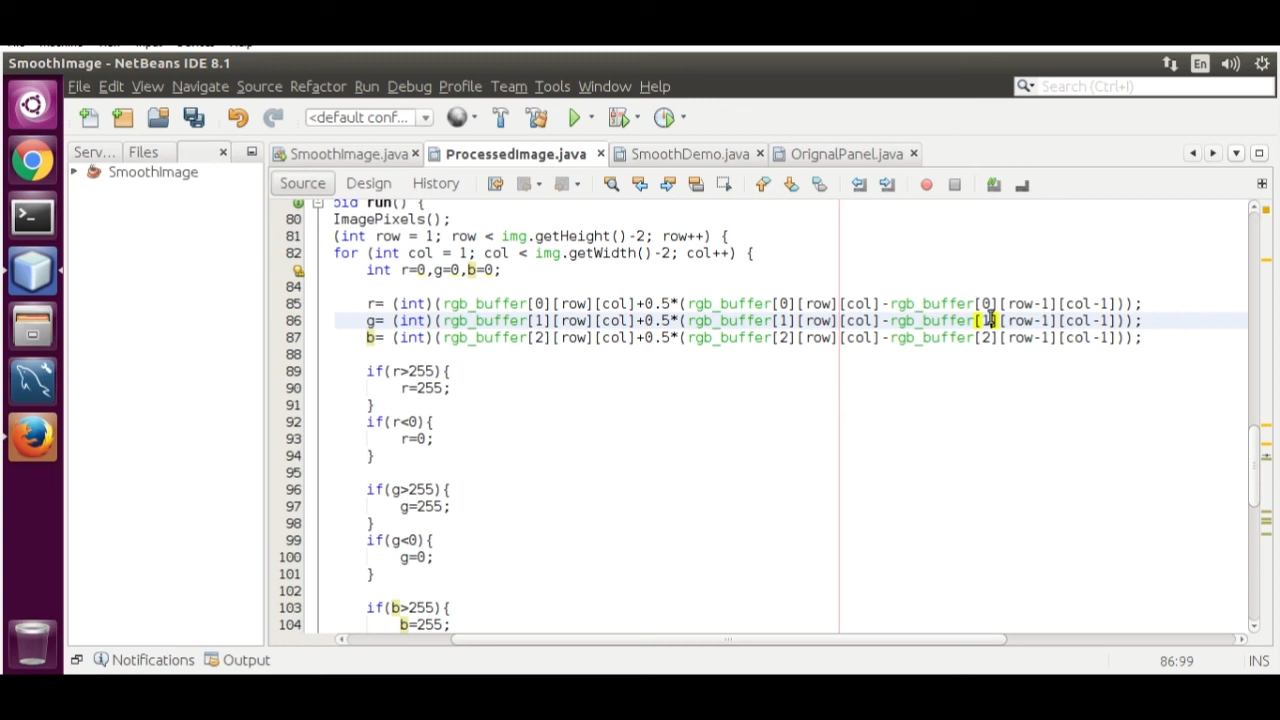 SmoothImage - NetBeans IDE 8.1
En
File Edit View Navigate Source Refactor Run Debug Profile Team Tools Window Help
Search (Ctrl+I)
<default conf...
Serv... Files
SmoothImage.java ProcessedImage.java SmoothDemo.java OrignalPanel.java
SmoothImage
Source Design History
run() {
80 ImagePixels();
81 (int row = 1; row < img.getHeight()-2; row++) {
82 for (int col = 1; col < img.getWidth()-2; col++) {
int r=0,g=0,b=0;
84
85 r= (int)(rgb_buffer[0][row][col]+0.5*(rgb_buffer[0][row][col]-rgb_buffer[0][row-1][col-1]));
86 g= (int)(rgb_buffer[1][row][col]+0.5*(rgb_buffer[1][row][col]-rgb_buffer[1][row-1][col-1]));
87 b= (int)(rgb_buffer[2][row][col]+0.5*(rgb_buffer[2][row][col]-rgb_buffer[2][row-1][col-1]));
88
89 if(r>255){
90 r=255;
91 }
92 if(r<0){
93 r=0;
94 }
95
96 if(g>255){
97 g=255;
98 }
99 if(g<0){
100 g=0;
101 }
102
103 if(b>255){
104 b=255;
Notifications Output
86:99 INS